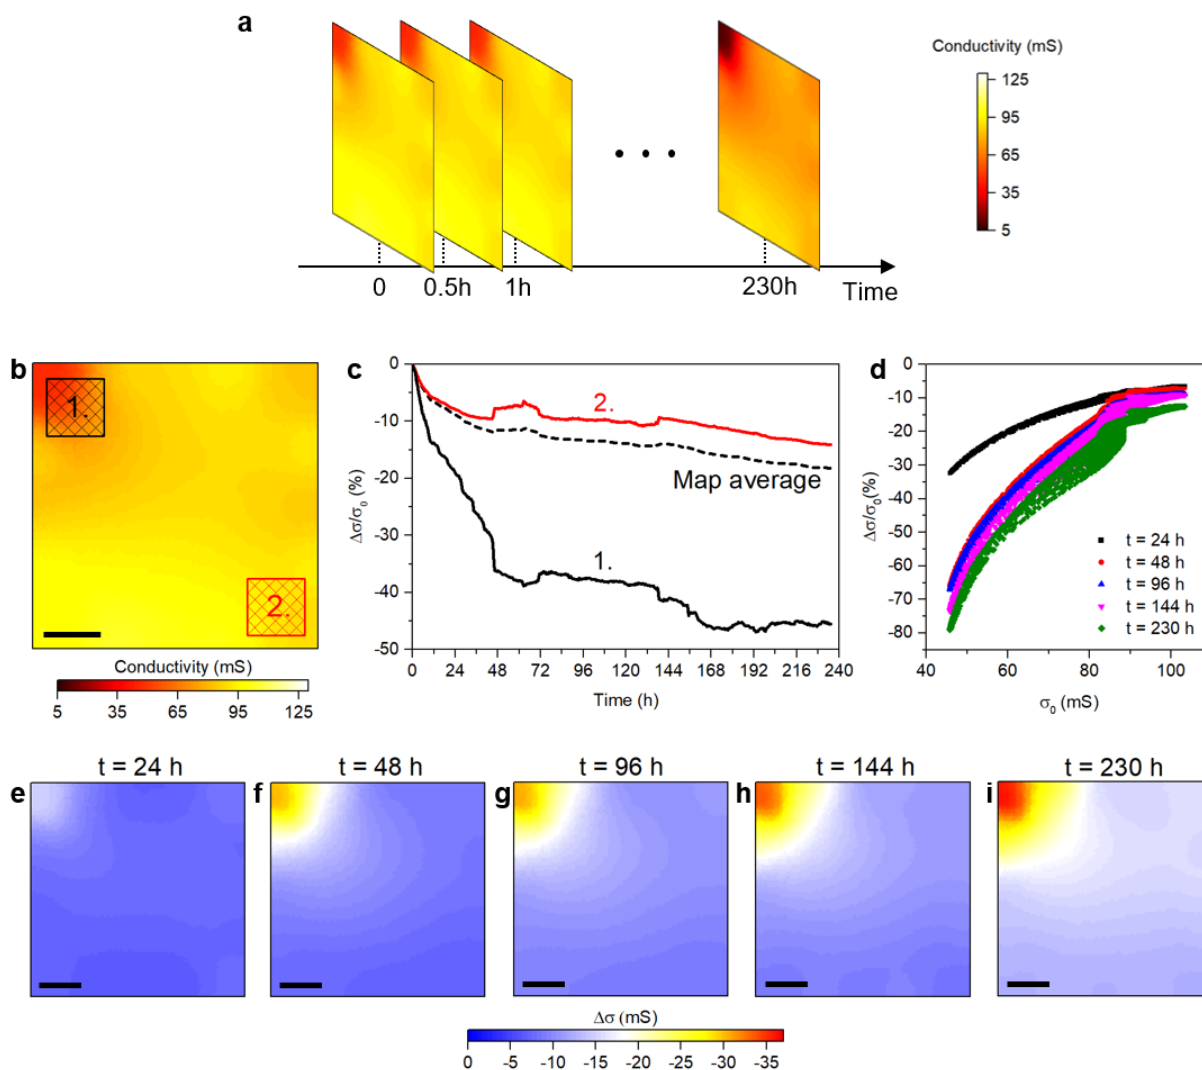 a
Conductivity (mS)
125
95
65
35
5
0
0.5h
1h
230h
Time
b
1.
2.
Conductivity (mS)
5
35
65
95
125
c
0
-10
-20
-30
-40
-50
Δσ/σ0 (%)
2.
Map average
1.
0
24
48
72
96
120
144
168
192
216
240
Time (h)
d
0
-10
-20
-30
-40
-50
-60
-70
-80
Δσ/σ0(%)
t = 24 h
t = 48 h
t = 96 h
t = 144 h
t = 230 h
40
60
80
100
σ0 (mS)
e
t = 24 h
f
t = 48 h
g
t = 96 h
h
t = 144 h
i
t = 230 h
Δσ (mS)
0
-5
-10
-15
-20
-25
-30
-35